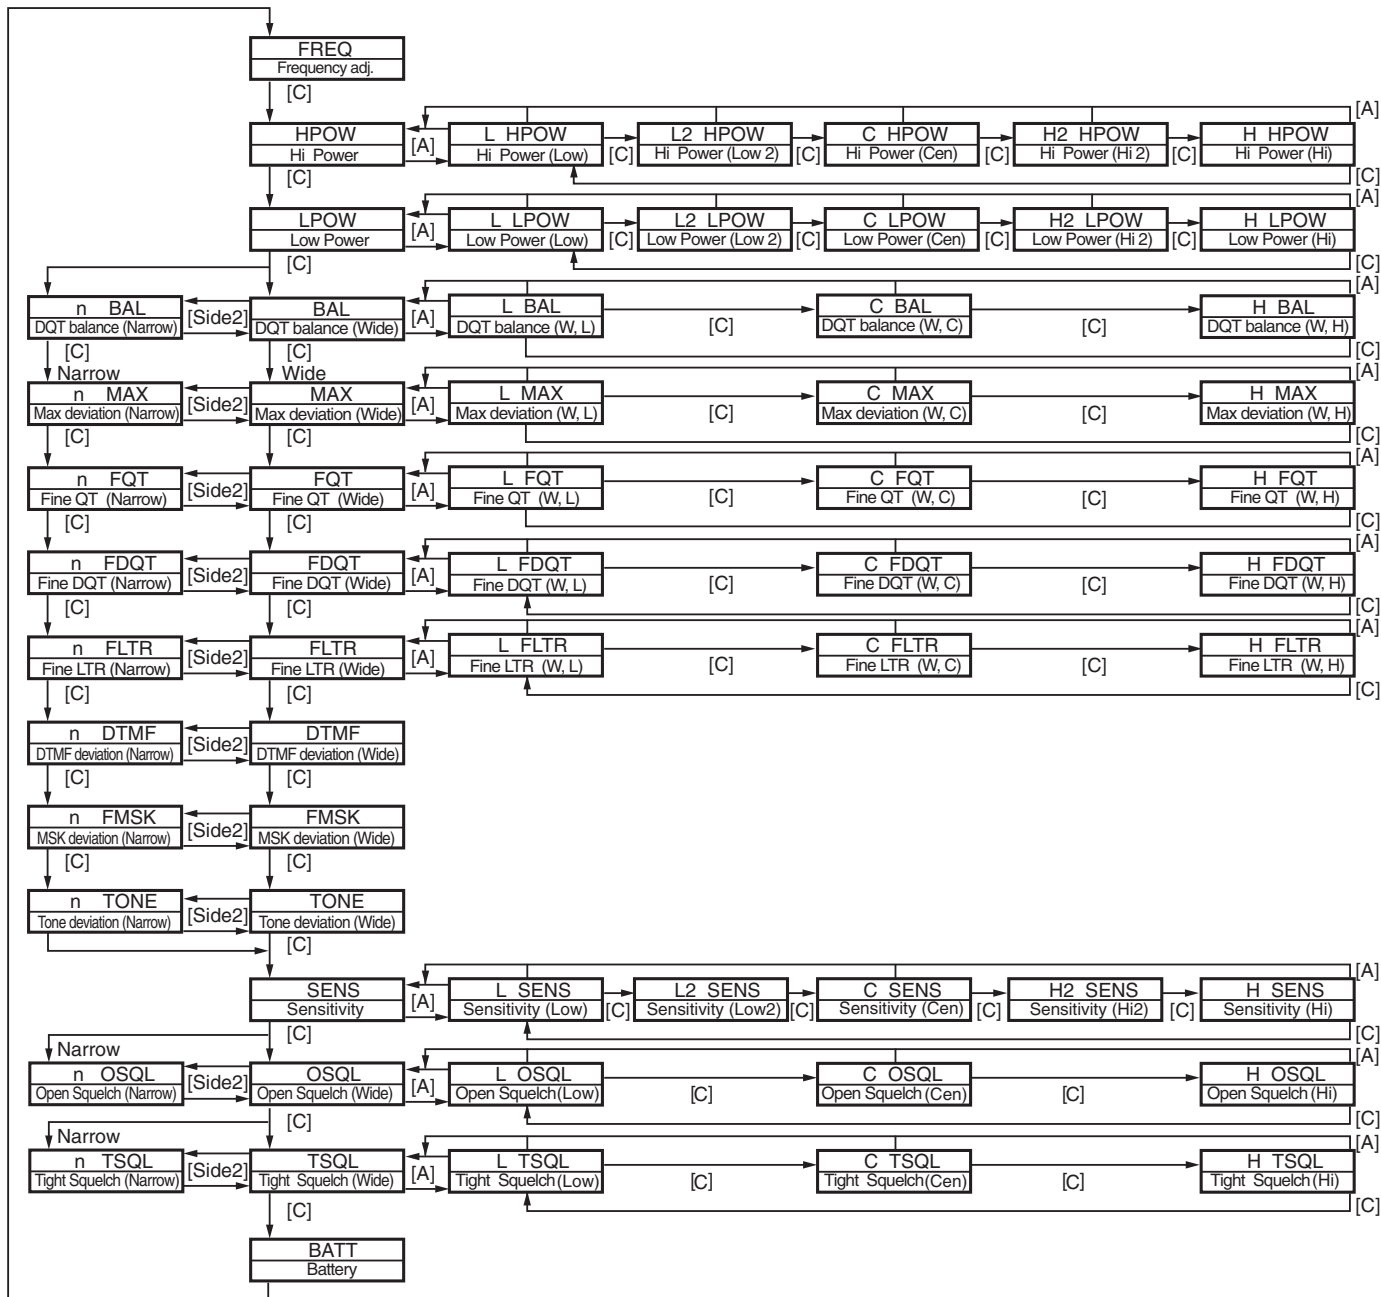 FREQ
Frequency adj.
[C]
[A]
HPOW
Hi Power
[A]
L HPOW
Hi Power (Low)
[C]
L2 HPOW
Hi Power (Low 2)
[C]
C HPOW
Hi Power (Cen)
[C]
H2 HPOW
Hi Power (Hi 2)
[C]
H HPOW
Hi Power (Hi)
[C]
[C]
[A]
LPOW
Low Power
[A]
L LPOW
Low Power (Low)
[C]
L2 LPOW
Low Power (Low 2)
[C]
C LPOW
Low Power (Cen)
[C]
H2 LPOW
Low Power (Hi 2)
[C]
H LPOW
Low Power (Hi)
[C]
[C]
[A]
n BAL
DQT balance (Narrow)
[Side2]
BAL
DQT balance (Wide)
[A]
L BAL
DQT balance (W, L)
[C]
C BAL
DQT balance (W, C)
[C]
H BAL
DQT balance (W, H)
[C]
[C]
[C]
Narrow
Wide
[A]
n MAX
Max deviation (Narrow)
[Side2]
MAX
Max deviation (Wide)
[A]
L MAX
Max deviation (W, L)
[C]
C MAX
Max deviation (W, C)
[C]
H MAX
Max deviation (W, H)
[C]
[C]
[C]
[A]
n FQT
Fine QT (Narrow)
[Side2]
FQT
Fine QT (Wide)
[A]
L FQT
Fine QT (W, L)
[C]
C FQT
Fine QT (W, C)
[C]
H FQT
Fine QT (W, H)
[C]
[C]
[C]
[A]
n FDQT
Fine DQT (Narrow)
[Side2]
FDQT
Fine DQT (Wide)
[A]
L FDQT
Fine DQT (W, L)
[C]
C FDQT
Fine DQT (W, C)
[C]
H FDQT
Fine DQT (W, H)
[C]
[C]
[C]
[A]
n FLTR
Fine LTR (Narrow)
[Side2]
FLTR
Fine LTR (Wide)
[A]
L FLTR
Fine LTR (W, L)
[C]
C FLTR
Fine LTR (W, C)
[C]
H FLTR
Fine LTR (W, H)
[C]
[C]
[C]
n DTMF
DTMF deviation (Narrow)
[Side2]
DTMF
DTMF deviation (Wide)
[C]
[C]
n FMSK
MSK deviation (Narrow)
[Side2]
FMSK
MSK deviation (Wide)
[C]
[C]
n TONE
Tone deviation (Narrow)
[Side2]
TONE
Tone deviation (Wide)
[C]
[A]
SENS
Sensitivity
[A]
L SENS
Sensitivity (Low)
[C]
L2 SENS
Sensitivity (Low2)
[C]
C SENS
Sensitivity (Cen)
[C]
H2 SENS
Sensitivity (Hi2)
[C]
H SENS
Sensitivity (Hi)
[C]
[C]
Narrow
[A]
n OSQL
Open Squelch (Narrow)
[Side2]
OSQL
Open Squelch (Wide)
[A]
L OSQL
Open Squelch (Low)
[C]
C OSQL
Open Squelch (Cen)
[C]
H OSQL
Open Squelch (Hi)
[C]
[C]
Narrow
[A]
n TSQL
Tight Squelch (Narrow)
[Side2]
TSQL
Tight Squelch (Wide)
[A]
L TSQL
Tight Squelch (Low)
[C]
C TSQL
Tight Squelch (Cen)
[C]
H TSQL
Tight Squelch (Hi)
[C]
[C]
BATT
Battery